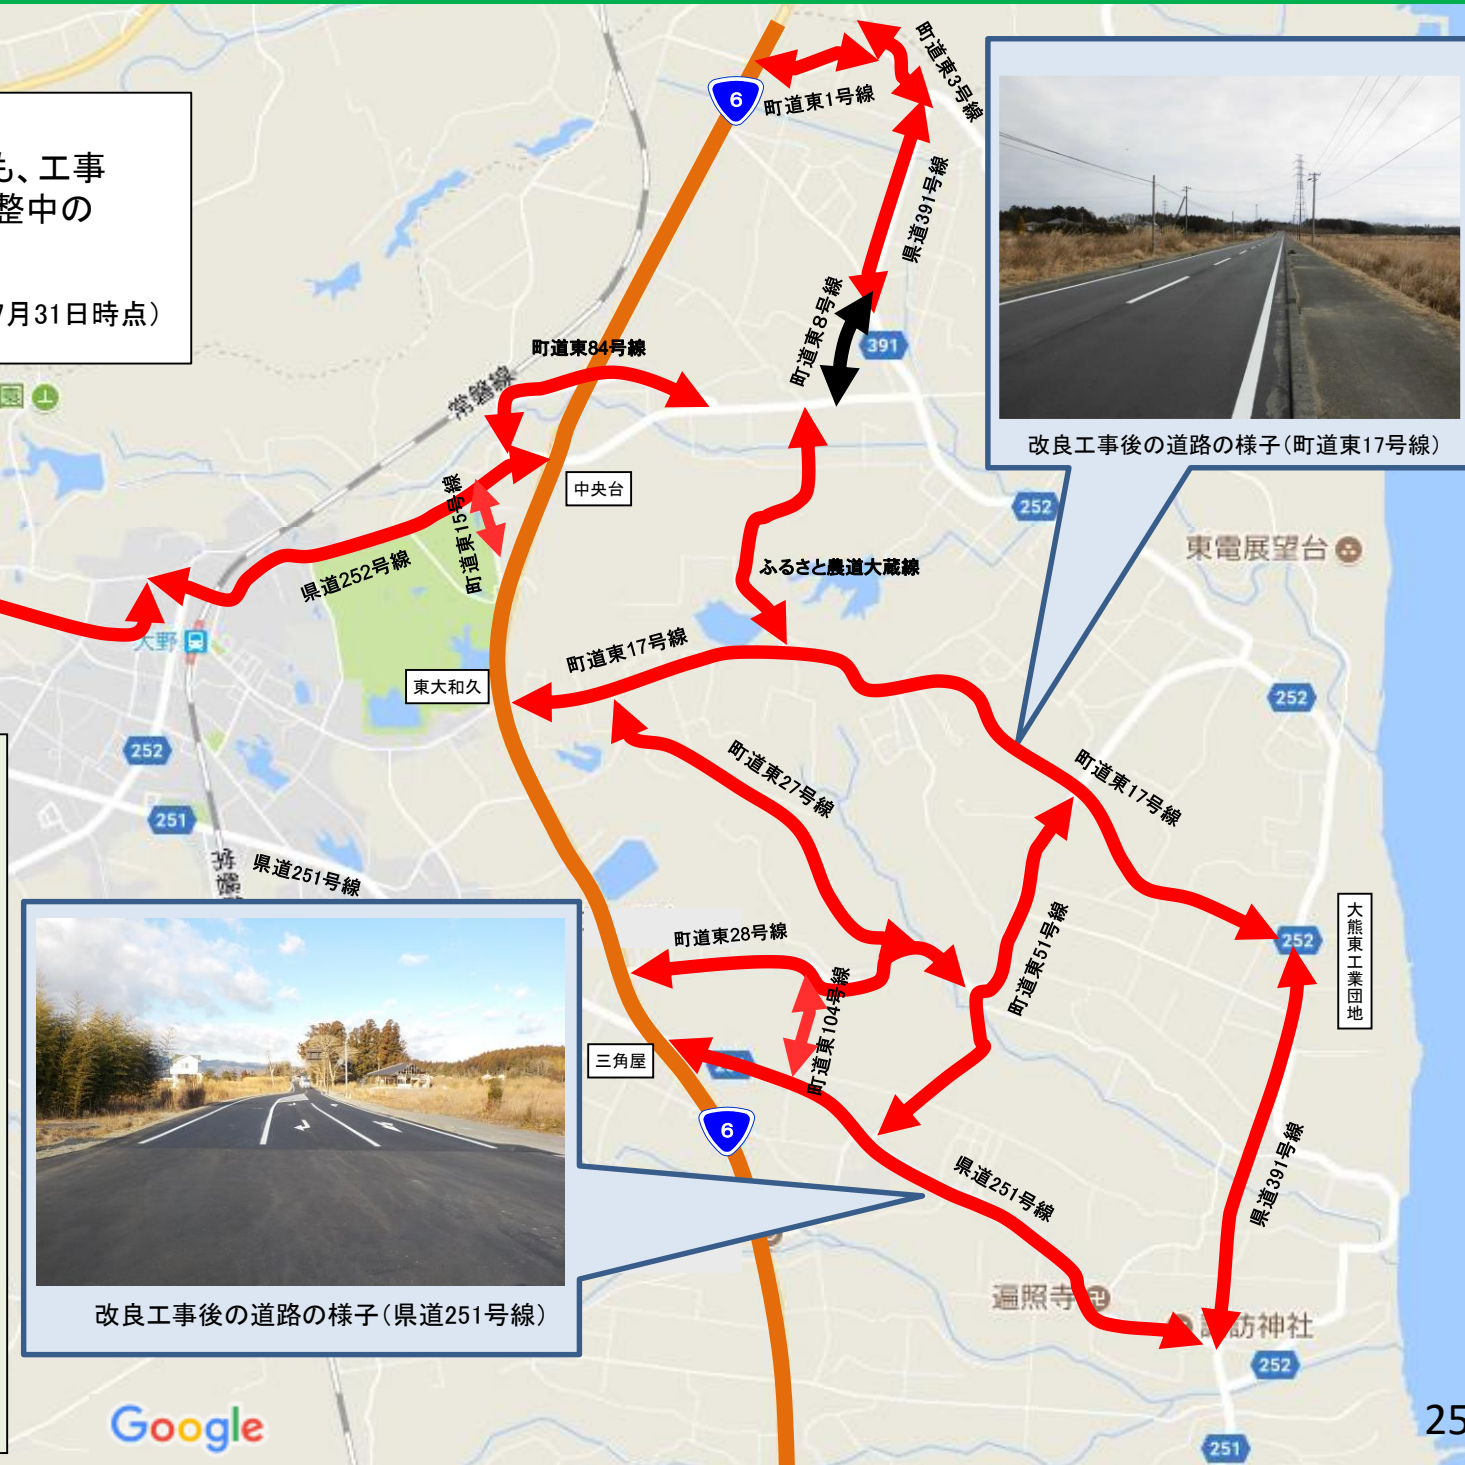 も、工事
整中の
7月31日時点）
園
6
町道東1号線
町道東3号線
県道391号線
町道東8号線
391
町道東84号線
常磐線
中央台
町道東15号線
県道252号線
大野
東大和久
252
251
県道251号線
常磐
ふるさと農道大蔵線
町道東17号線
改良工事後の道路の様子（町道東17号線）
252
東電展望台
252
町道東17号線
町道東27号線
町道東51号線
町道東28号線
町道東104号線
三角屋
6
252
大熊東工業団地
県道391号線
県道251号線
改良工事後の道路の様子（県道251号線）
遍照寺
諏訪神社
252
251
Google
25